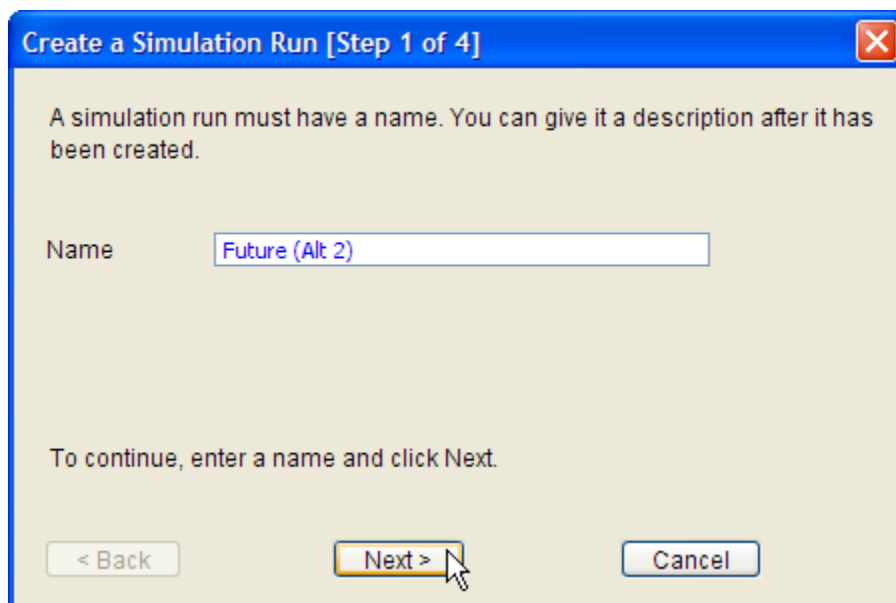 Create a Simulation Run [Step 1 of 4]
A simulation run must have a name. You can give it a description after it has
been created.
Name
Future (Alt 2)
To continue, enter a name and click Next.
< Back
Next >
Cancel